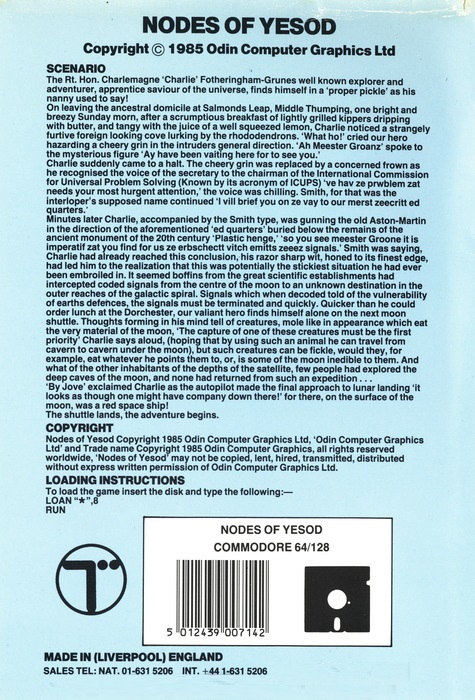 NODES OF YESOD
Copyright © 1985 Odin Computer Graphics Ltd
SCENARIO
The Rt. Hon. Charlemagne 'Charlie' Fotheringham-Grunes well known explorer and
adventurer, apprentice saviour of the universe, finds himself in a 'proper pickle' as his
nanny used to say!
On leaving the ancestral domicile at Salmonds Leap, Middle Thumping, one bright and
breezy Sunday morn, after a scrumptious breakfast of lightly grilled kippers dripping
with butter, and tangy with the juice of a well squeezed lemon, Charlie noticed a strangely
furtive foreign looking cove lurking by the rhododendrons. 'What ho!' cried our hero
hazarding a cheery grin in the intruders general direction. 'Ah Meester Groanz' spoke to
the mysterious figure 'Ay have been vaiting here for to see you.'
Charlie suddenly came to a halt. The cheery grin was replaced by a concerned frown as
he recognised the voice of the secretary to the chairman of the International Commission
for Universal Problem Solving (Known by its acronym of ICUPS) 've hav ze prwblem zat
needs your most hurgent attention,' the voice was chilling. Smith, for that was the
interloper's supposed name continued 'I vill brief you on ze vay to our merst zeecritt ed
quarters.'
Minutes later Charlie, accompanied by the Smith type, was gunning the old Aston-Martin
in the direction of the aforementioned 'ed quarters' buried below the remains of the
ancient monument of the 20th century 'Plastic henge,' 'so you see meester Groone it is
imperatif zat you find for us ze erbschectt vitch emitts zeeez signals.' Smith was saying,
Charlie had already reached this conclusion, his razor sharp wit, honed to its finest edge,
had led him to the realization that this was potentially the stickiest situation he had ever
been embroiled in. It seemed boffins from the great scientific establishments had
intercepted coded signals from the centre of the moon to an unknown destination in the
outer reaches of the galactic spiral. Signals which when decoded told of the vulnerability
of earths defences, the signals must be terminated and quickly. Quicker than he could
order lunch at the Dorchester, our valiant hero finds himself alone on the next moon
shuttle. Thoughts forming in his mind tell of creatures, mole like in appearance which eat
the very material of the moon, 'The capture of one of these creatures must be the first
priority' Charlie says aloud, (hoping that by using such an animal he can travel from
cavern to cavern under the moon), but such creatures can be fickle, would they, for
example, eat whatever he points them to, or, is some of the moon inedible to them. And
what of the other inhabitants of the depths of the satellite, few people had explored the
deep caves of the moon, and none had returned from such an expedition . . .
'By Jove' exclaimed Charlie as the autopilot made the final approach to lunar landing 'it
looks as though one might have company down there!' for there, on the surface of the
moon, was a red space ship!
The shuttle lands, the adventure begins.
COPYRIGHT
Nodes of Yesod Copyright 1985 Odin Computer Graphics Ltd, 'Odin Computer Graphics
Ltd' and Trade name Copyright 1985 Odin Computer Graphics Ltd, all rights reserved
worldwide, 'Nodes of Yesod' may not be copied, lent, hired, transmitted, distributed
without express written permission of Odin Computer Graphics Ltd.
LOADING INSTRUCTIONS
To load the game insert the disk and type the following:—
LOAN "*",8
RUN
NODES OF YESOD
COMMODORE 64/128
5 012439 007142
MADE IN (LIVERPOOL) ENGLAND
SALES TEL: NAT. 01-631 5206 INT. +44 1-631 5206